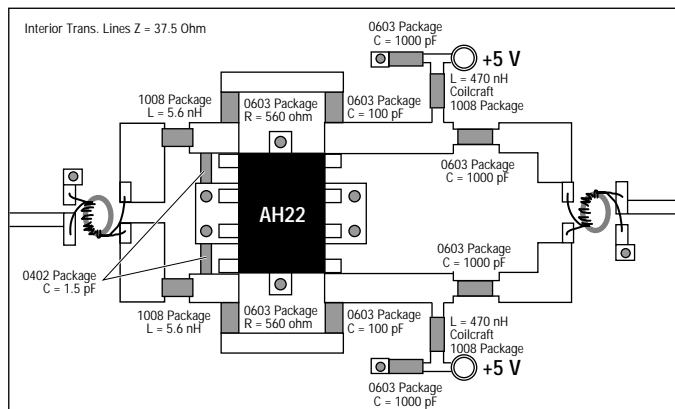 Interior Trans. Lines Z = 37.5 Ohm
0603 Package
C = 1000 pF
+5 V
L = 470 nH
Coilcraft
1008 Package
1008 Package
L = 5.6 nH
0603 Package
R = 560 ohm
0603 Package
C = 100 pF
0603 Package
C = 1000 pF
AH22
0603 Package
C = 1000 pF
0402 Package
C = 1.5 pF
1008 Package
L = 5.6 nH
0603 Package
R = 560 ohm
0603 Package
C = 100 pF
L = 470 nH
Coilcraft
1008 Package
+5 V
0603 Package
C = 1000 pF